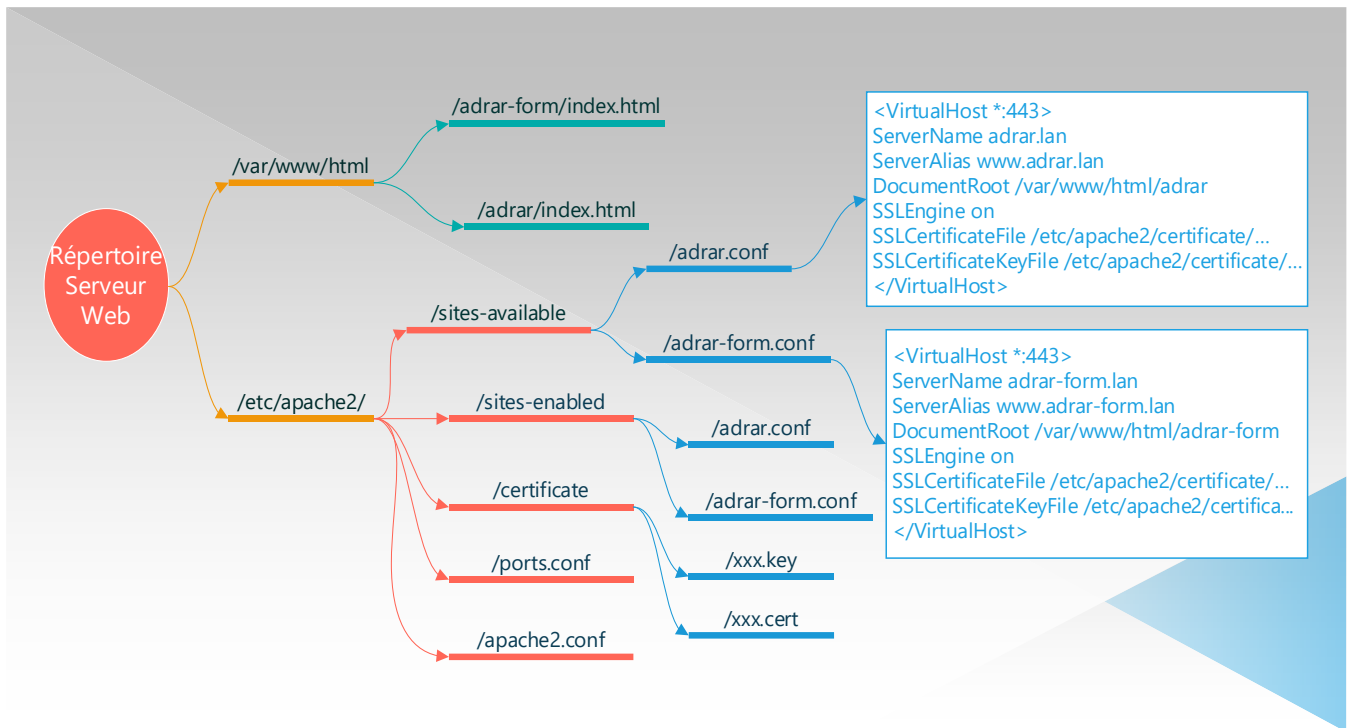 Répertoire
Serveur
Web
/var/www/html
/adrar-form/index.html
/adrar/index.html
/etc/apache2/
/sites-available
/adrar.conf
<VirtualHost *:443>
ServerName adrar.lan
ServerAlias www.adrar.lan
DocumentRoot /var/www/html/adrar
SSLEngine on
SSLCertificateFile /etc/apache2/certificate/...
SSLCertificateKeyFile /etc/apache2/certificate/...
</VirtualHost>
/adrar-form.conf
<VirtualHost *:443>
ServerName adrar-form.lan
ServerAlias www.adrar-form.lan
DocumentRoot /var/www/html/adrar-form
SSLEngine on
SSLCertificateFile /etc/apache2/certificate/...
SSLCertificateKeyFile /etc/apache2/certifica...
</VirtualHost>
/sites-enabled
/adrar.conf
/adrar-form.conf
/certificate
/xxx.key
/xxx.cert
/ports.conf
/apache2.conf